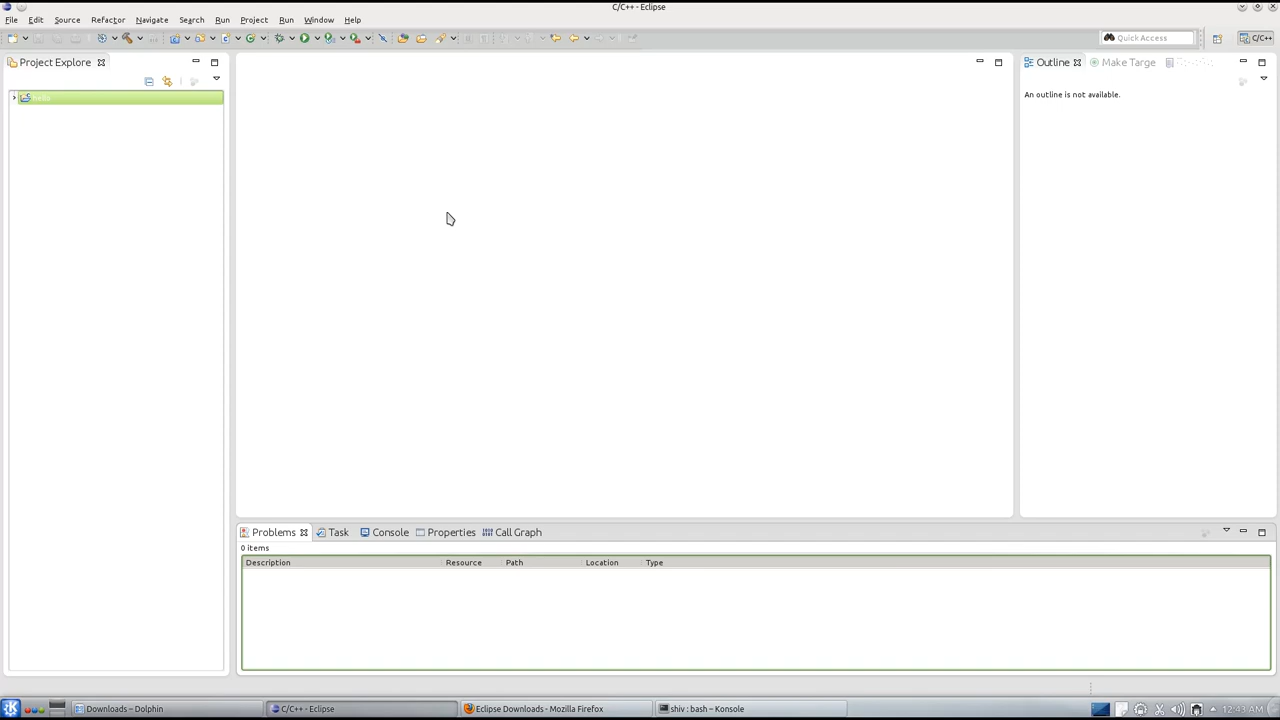 C/C++ - Eclipse
File Edit Source Refactor Navigate Search Run Project Run Window Help
Quick Access
C/C++
Project Explore
Outline
Make Targe
hello
An outline is not available.
Problems
Task
Console
Properties
Call Graph
0 items
Description Resource Path Location Type
Downloads – Dolphin
C/C++ - Eclipse
Eclipse Downloads - Mozilla Firefox
shiv : bash – Konsole
12:43 AM